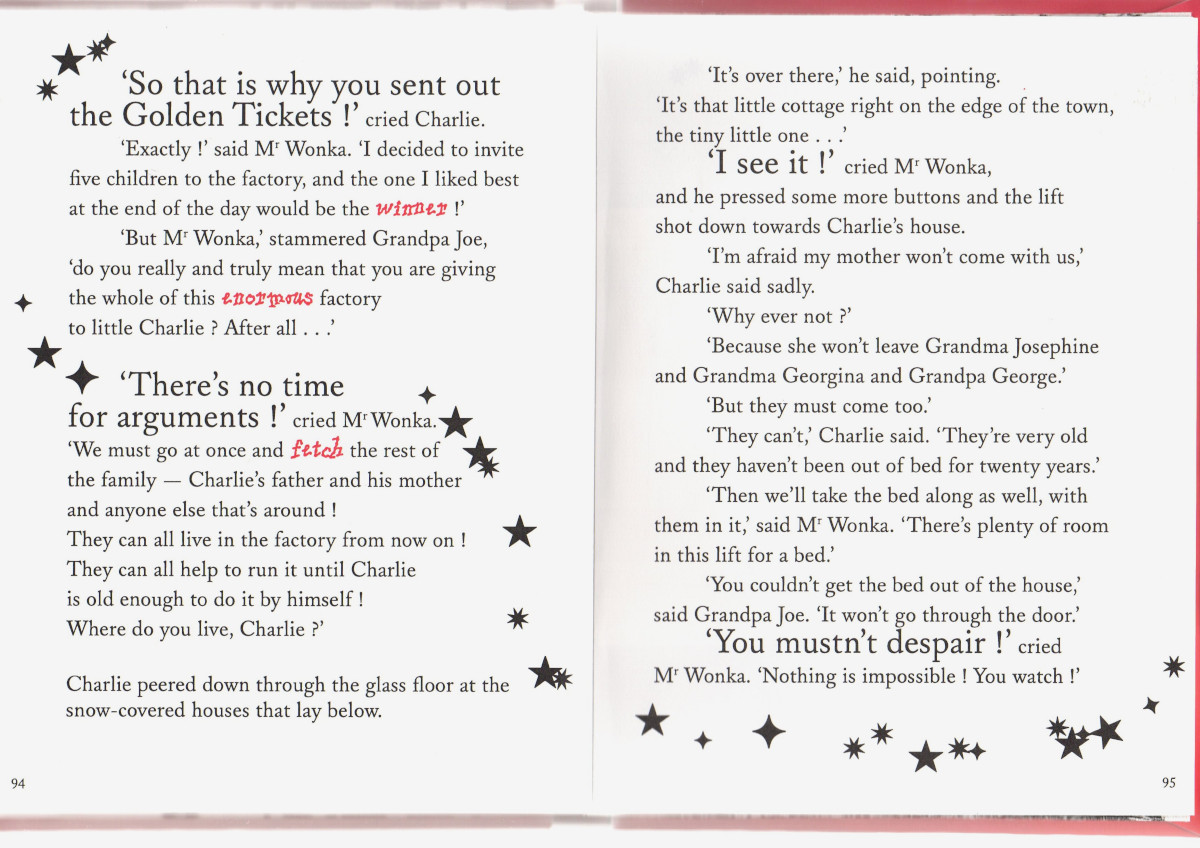 ‘So that is why you sent out
the Golden Tickets !’ cried Charlie.
‘Exactly !’ said Mr Wonka. ‘I decided to invite
five children to the factory, and the one I liked best
at the end of the day would be the winner !’
‘But Mr Wonka,’ stammered Grandpa Joe,
‘do you really and truly mean that you are giving
the whole of this enormous factory
to little Charlie ? After all . . .’
‘There’s no time
for arguments !’ cried Mr Wonka.
‘We must go at once and fetch the rest of
the family — Charlie’s father and his mother
and anyone else that’s around !
They can all live in the factory from now on !
They can all help to run it until Charlie
is old enough to do it by himself !
Where do you live, Charlie ?’
Charlie peered down through the glass floor at the
snow-covered houses that lay below.
94
‘It’s over there,’ he said, pointing.
‘It’s that little cottage right on the edge of the town,
the tiny little one . . .’
‘I see it !’ cried Mr Wonka,
and he pressed some more buttons and the lift
shot down towards Charlie’s house.
‘I’m afraid my mother won’t come with us,’
Charlie said sadly.
‘Why ever not ?’
‘Because she won’t leave Grandma Josephine
and Grandma Georgina and Grandpa George.’
‘But they must come too.’
‘They can’t,’ Charlie said. ‘They’re very old
and they haven’t been out of bed for twenty years.’
‘Then we’ll take the bed along as well, with
them in it,’ said Mr Wonka. ‘There’s plenty of room
in this lift for a bed.’
‘You couldn’t get the bed out of the house,’
said Grandpa Joe. ‘It won’t go through the door.’
‘You mustn’t despair !’ cried
Mr Wonka. ‘Nothing is impossible ! You watch !’
95